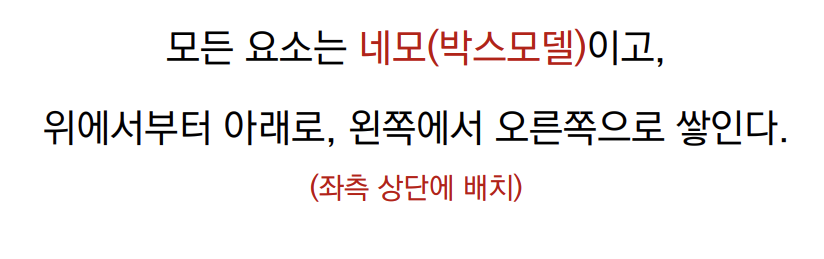 모든 요소는 네모(박스모델)이고,
위에서부터 아래로, 왼쪽에서 오른쪽으로 쌓인다.
(좌측 상단에 배치)